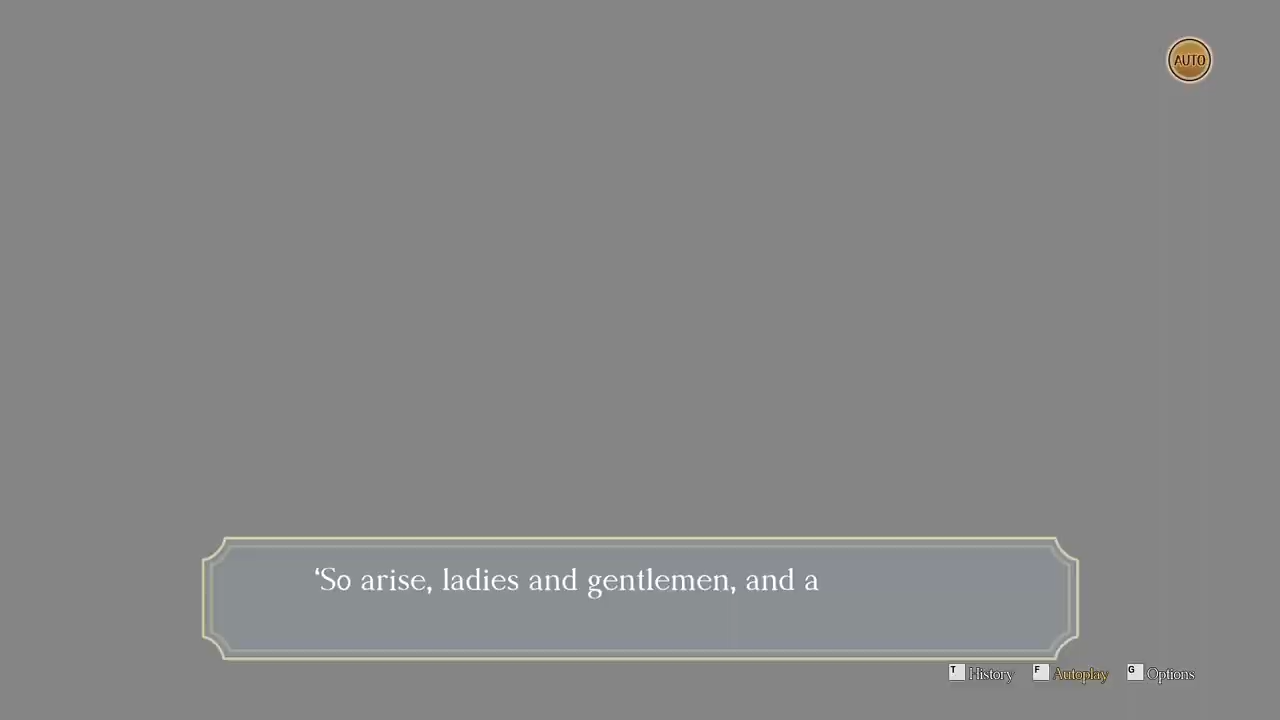 AUTO
‘So arise, ladies and gentlemen, and a
T History F Autoplay G Options